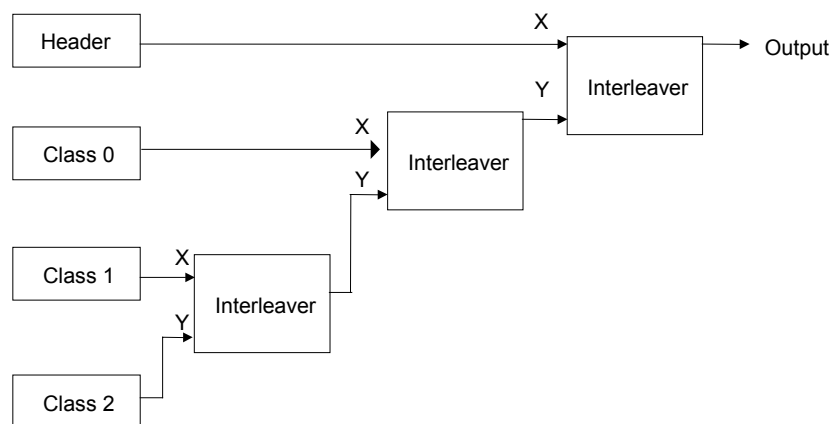 X
Header
Output
Interleaver
Y
X
Class 0
Interleaver
Y
X
Class 1
Interleaver
Y
Class 2